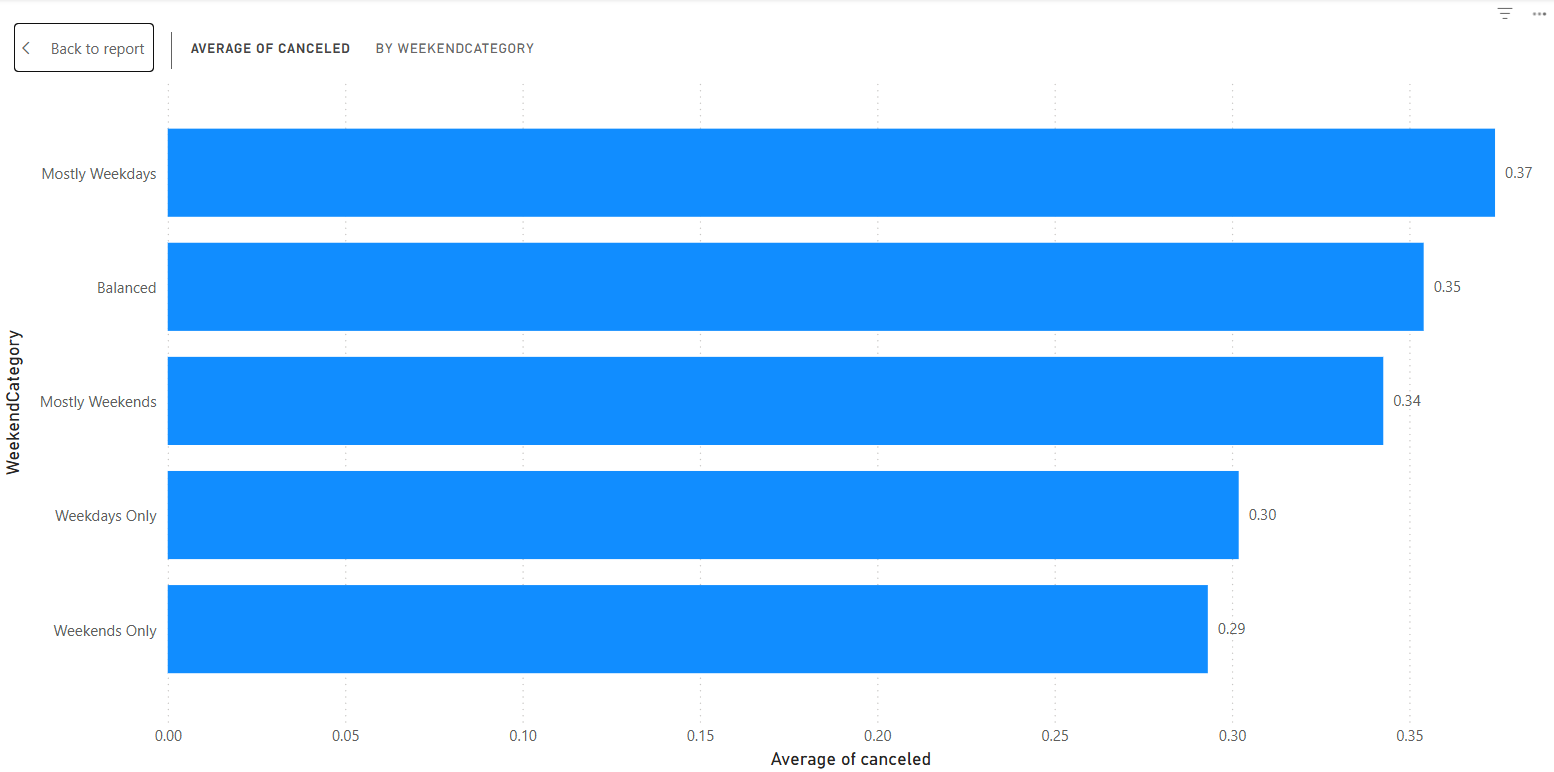 Back to report
AVERAGE OF CANCELED BY WEEKENDCATEGORY
WeekendCategory
Mostly Weekdays 0.37
Balanced 0.35
Mostly Weekends 0.34
Weekdays Only 0.30
Weekends Only 0.29
0.00 0.05 0.10 0.15 0.20 0.25 0.30 0.35
Average of canceled